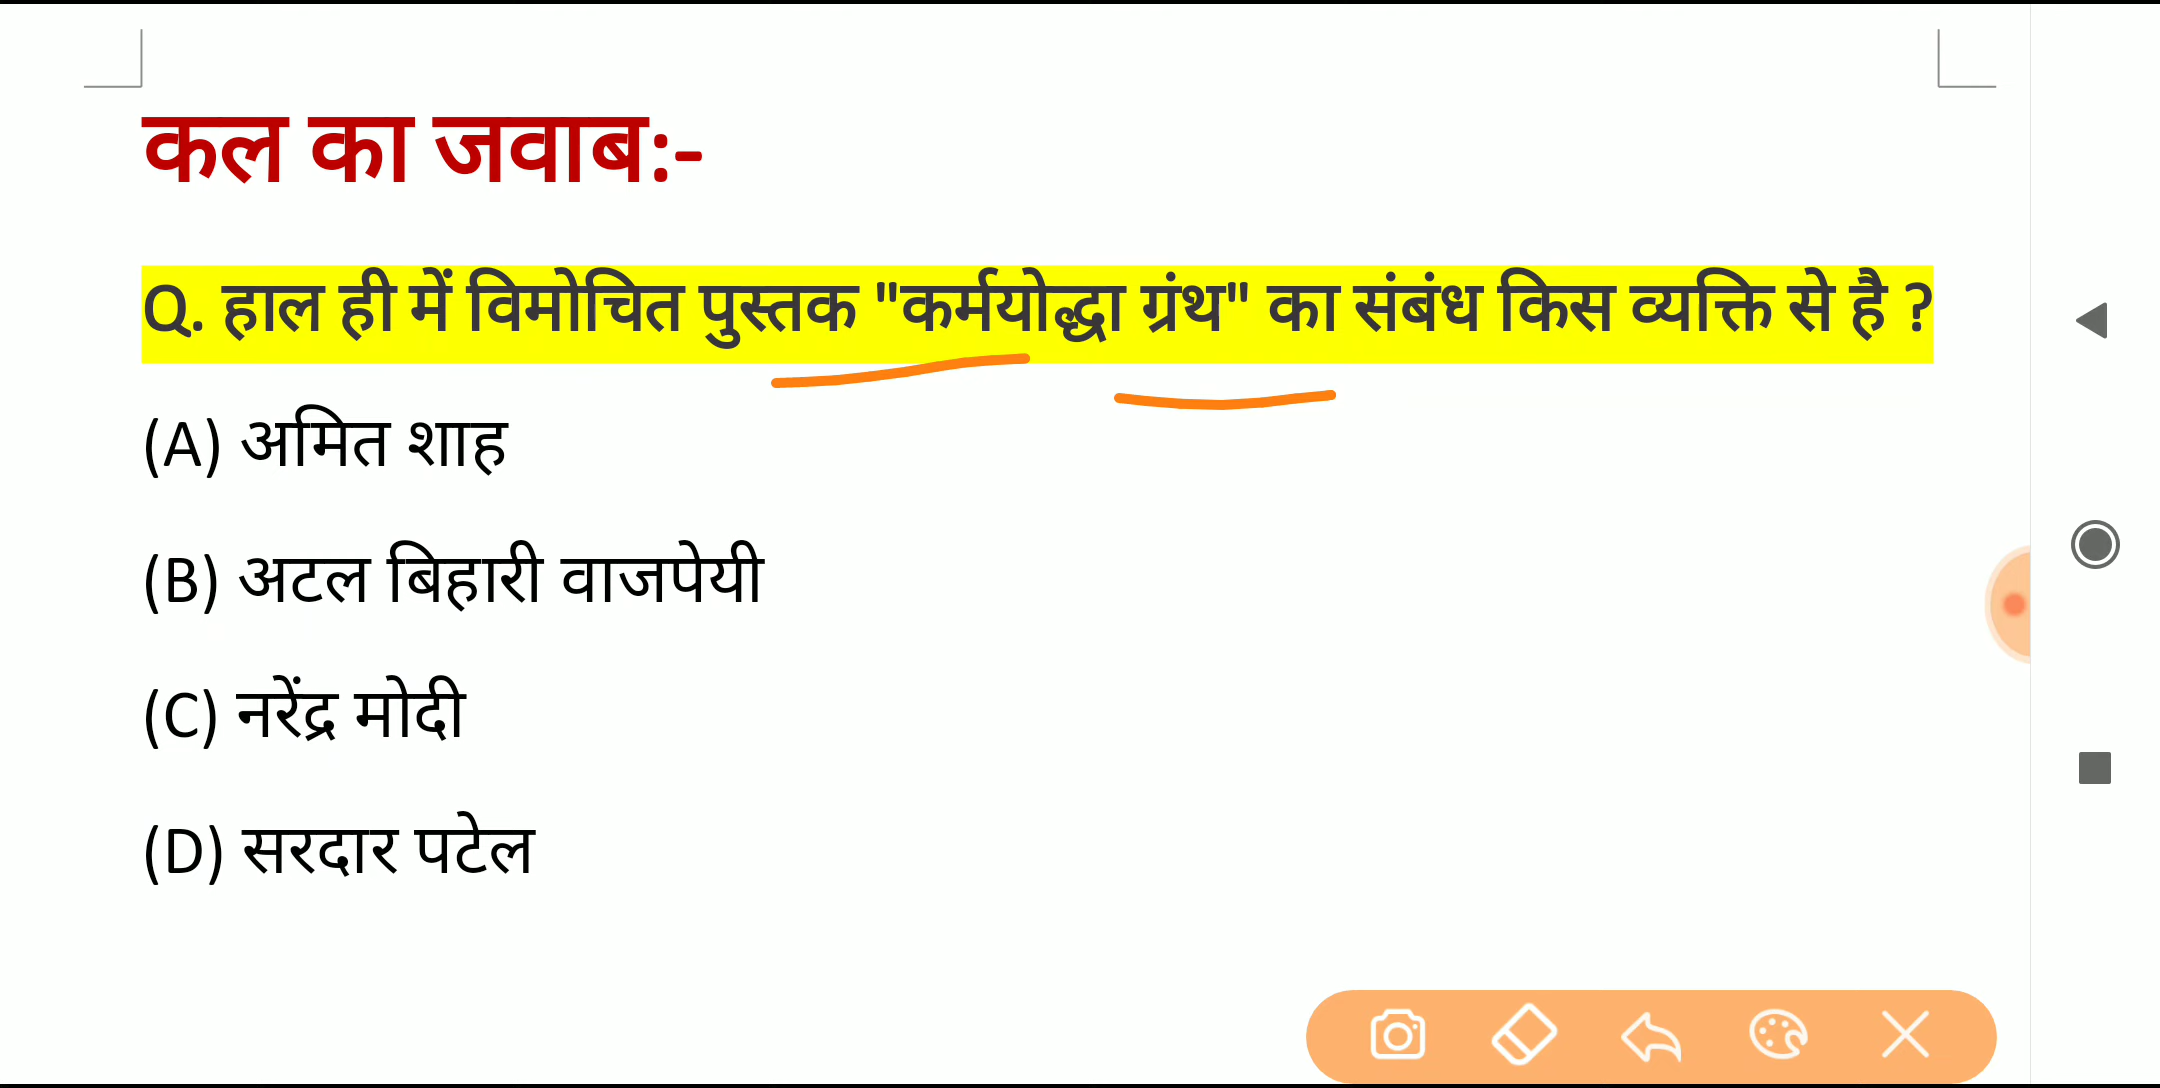 कल का जवाब:-
Q. हाल ही में विमोचित पुस्तक "कर्मयोद्धा ग्रंथ" का संबंध किस व्यक्ति से है ?
(A) अमित शाह
(B) अटल बिहारी वाजपेयी
(C) नरेंद्र मोदी
(D) सरदार पटेल